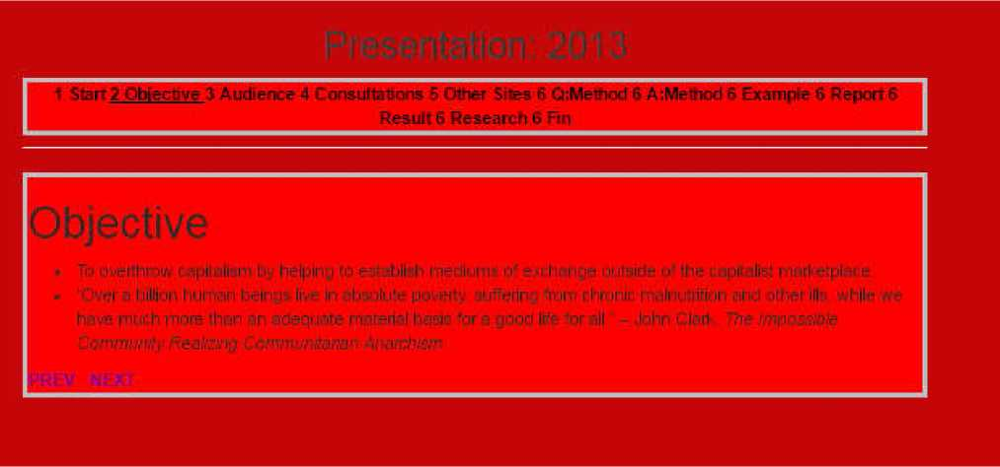 Presentation: 2013
1 Start 2 Objective 3 Audience 4 Consultations 5 Other Sites 6 Q:Method 6 A:Method 6 Example 6 Report 6
Result 6 Research 6 Fin
Objective
• To overthrow capitalism by helping to establish mediums of exchange outside of the capitalist marketplace.
• "Over a billion human beings live in absolute poverty, suffering from chronic malnutrition and other ills, while we
have much more than an adequate material basis for a good life for all." – John Clark, The Impossible
Community Realizing Communitarian Anarchism
PREV NEXT